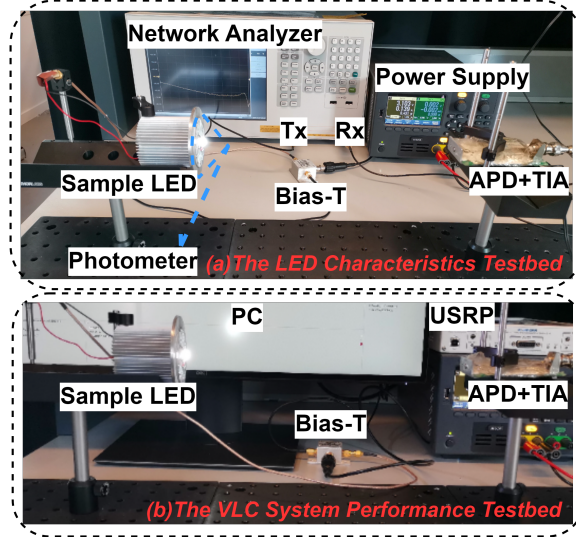 Network Analyzer
Power Supply
Tx
Rx
Sample LED
Bias-T
APD+TIA
Photometer
(a)The LED Characteristics Testbed
PC
USRP
Sample LED
APD+TIA
Bias-T
(b)The VLC System Performance Testbed